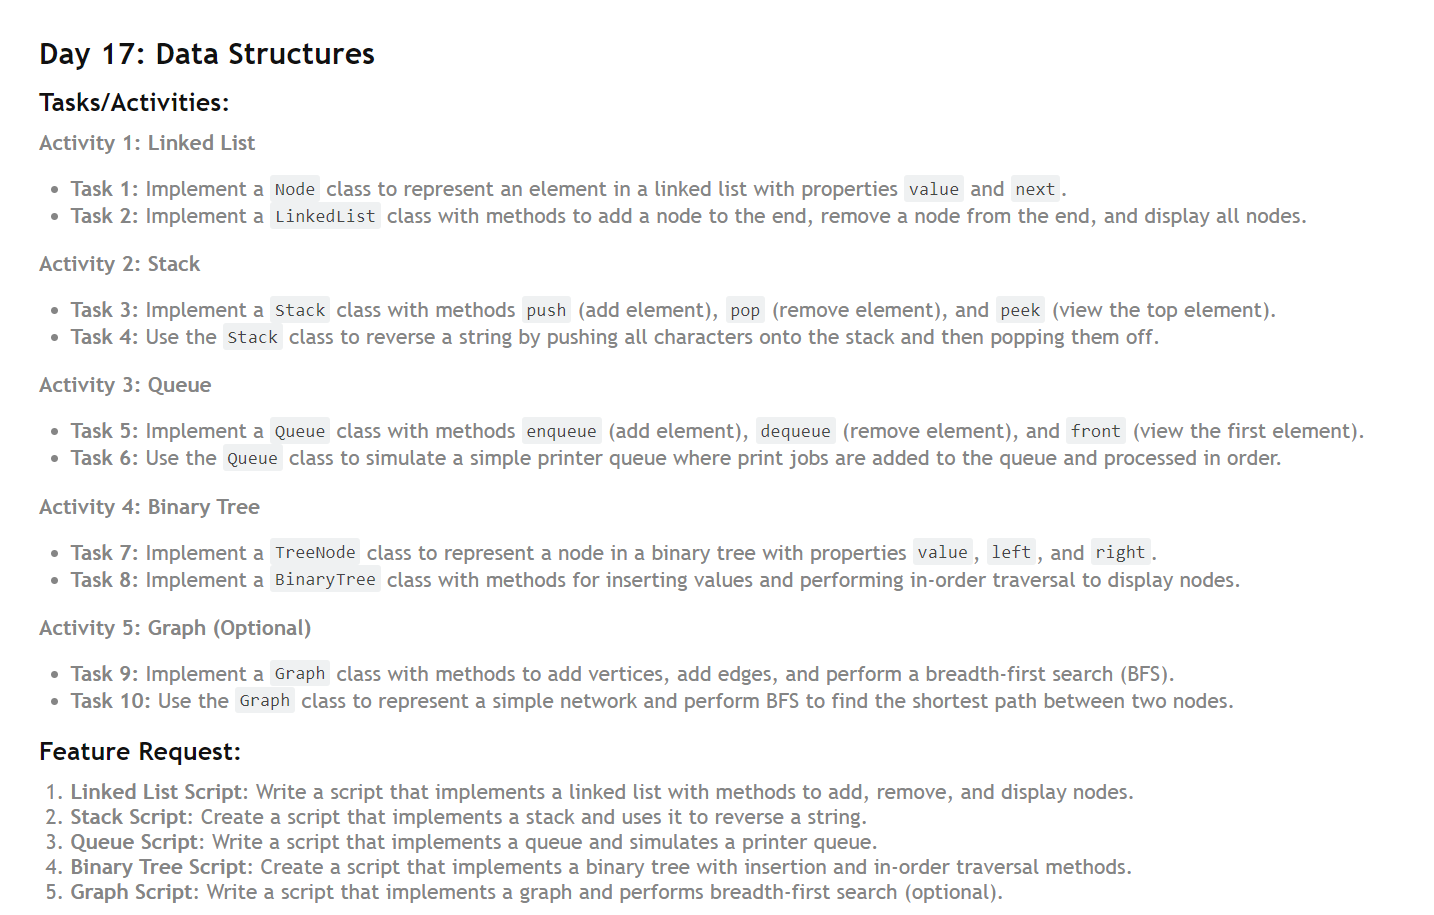 Day 17: Data Structures
Tasks/Activities:
Activity 1: Linked List
• Task 1: Implement a Node class to represent an element in a linked list with properties value and next.
• Task 2: Implement a LinkedList class with methods to add a node to the end, remove a node from the end, and display all nodes.
Activity 2: Stack
• Task 3: Implement a Stack class with methods push (add element), pop (remove element), and peek (view the top element).
• Task 4: Use the Stack class to reverse a string by pushing all characters onto the stack and then popping them off.
Activity 3: Queue
• Task 5: Implement a Queue class with methods enqueue (add element), dequeue (remove element), and front (view the first element).
• Task 6: Use the Queue class to simulate a simple printer queue where print jobs are added to the queue and processed in order.
Activity 4: Binary Tree
• Task 7: Implement a TreeNode class to represent a node in a binary tree with properties value, left, and right.
• Task 8: Implement a BinaryTree class with methods for inserting values and performing in-order traversal to display nodes.
Activity 5: Graph (Optional)
• Task 9: Implement a Graph class with methods to add vertices, add edges, and perform a breadth-first search (BFS).
• Task 10: Use the Graph class to represent a simple network and perform BFS to find the shortest path between two nodes.
Feature Request:
1. Linked List Script: Write a script that implements a linked list with methods to add, remove, and display nodes.
2. Stack Script: Create a script that implements a stack and uses it to reverse a string.
3. Queue Script: Write a script that implements a queue and simulates a printer queue.
4. Binary Tree Script: Create a script that implements a binary tree with insertion and in-order traversal methods.
5. Graph Script: Write a script that implements a graph and performs breadth-first search (optional).